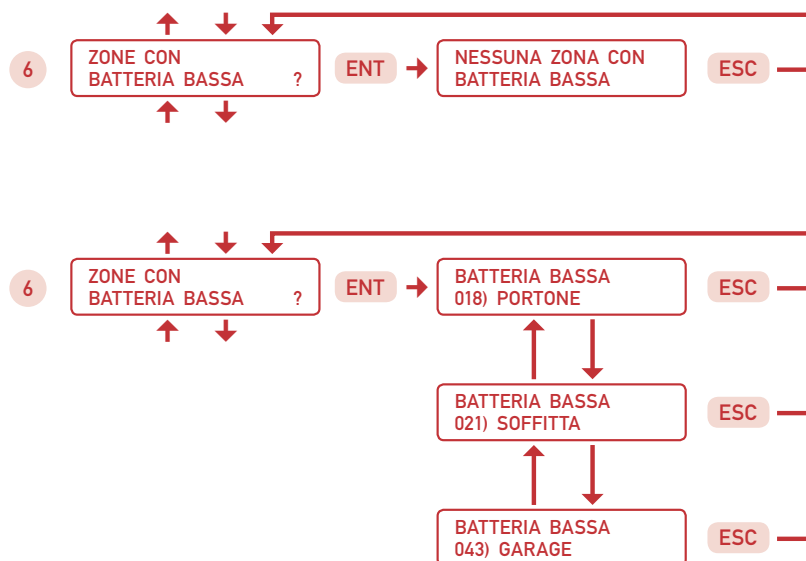 6
ZONE CON
BATTERIA BASSA ?
ENT
NESSUNA ZONA CON
BATTERIA BASSA
ESC
6
ZONE CON
BATTERIA BASSA ?
ENT
BATTERIA BASSA
018) PORTONE
ESC
BATTERIA BASSA
021) SOFFITTA
ESC
BATTERIA BASSA
043) GARAGE
ESC